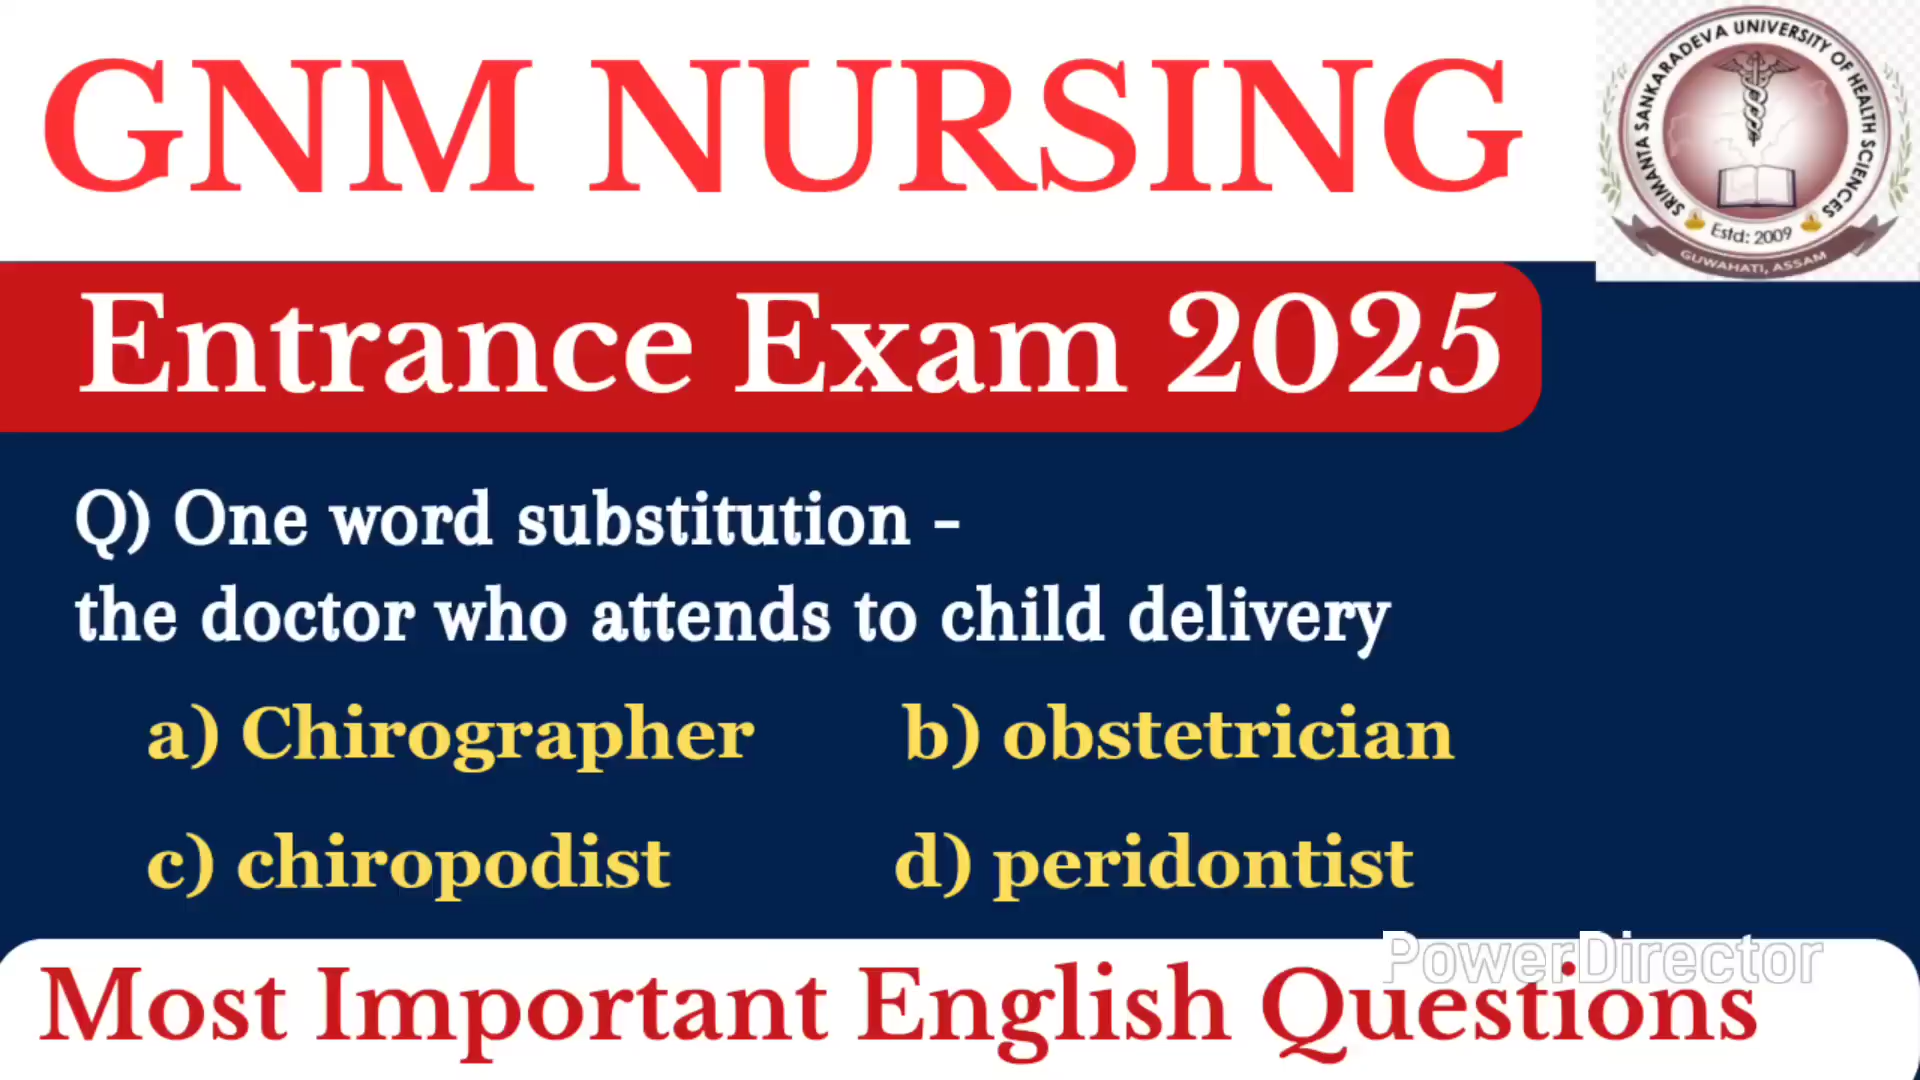 GNM NURSING
SRIMANTA SANKARADEVA UNIVERSITY OF HEALTH SCIENCES
Estd: 2009
GUWAHATI, ASSAM
Entrance Exam 2025
Q) One word substitution -
the doctor who attends to child delivery
a) Chirographer b) obstetrician
c) chiropodist d) peridontist
PowerDirector
Most Important English Questions